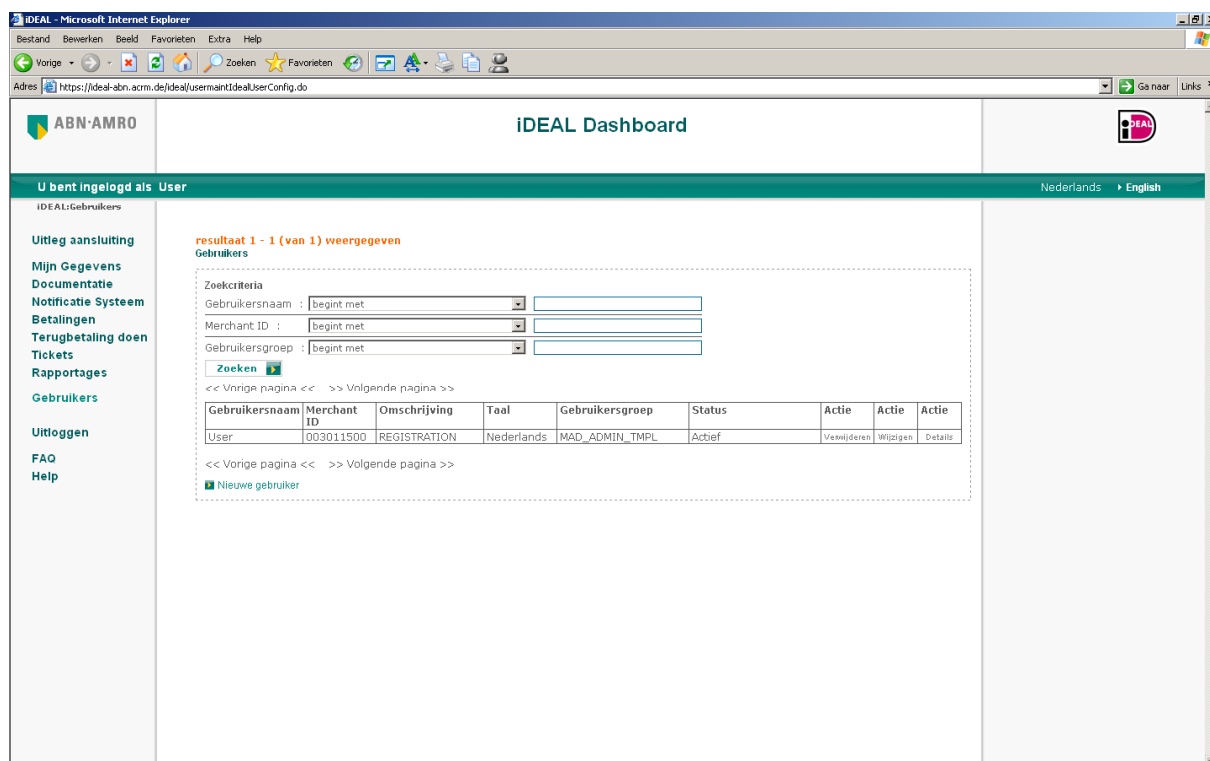 iDEAL - Microsoft Internet Explorer
Bestand Bewerken Beeld Favorieten Extra Help
Vorige Zoeken Favorieten
Adres https://ideal-abn.acrm.de/ideal/usermaintIdealUserConfig.do Ga naar Links
ABN·AMRO
iDEAL Dashboard
iDEAL
U bent ingelogd als User
Nederlands English
iDEAL:Gebruikers
Uitleg aansluiting
Mijn Gegevens
Documentatie
Notificatie Systeem
Betalingen
Terugbetaling doen
Tickets
Rapportages
Gebruikers
Uitloggen
FAQ
Help
resultaat 1 - 1 (van 1) weergegeven
Gebruikers
Zoekcriteria
Gebruikersnaam : begint met
Merchant ID : begint met
Gebruikersgroep : begint met
Zoeken
<< Vorige pagina << >> Volgende pagina >>
Gebruikersnaam Merchant ID Omschrijving Taal Gebruikersgroep Status Actie Actie Actie
User 003011500 REGISTRATION Nederlands MAD_ADMIN_TMPL Actief Verwijderen Wijzigen Details
<< Vorige pagina << >> Volgende pagina >>
Nieuwe gebruiker